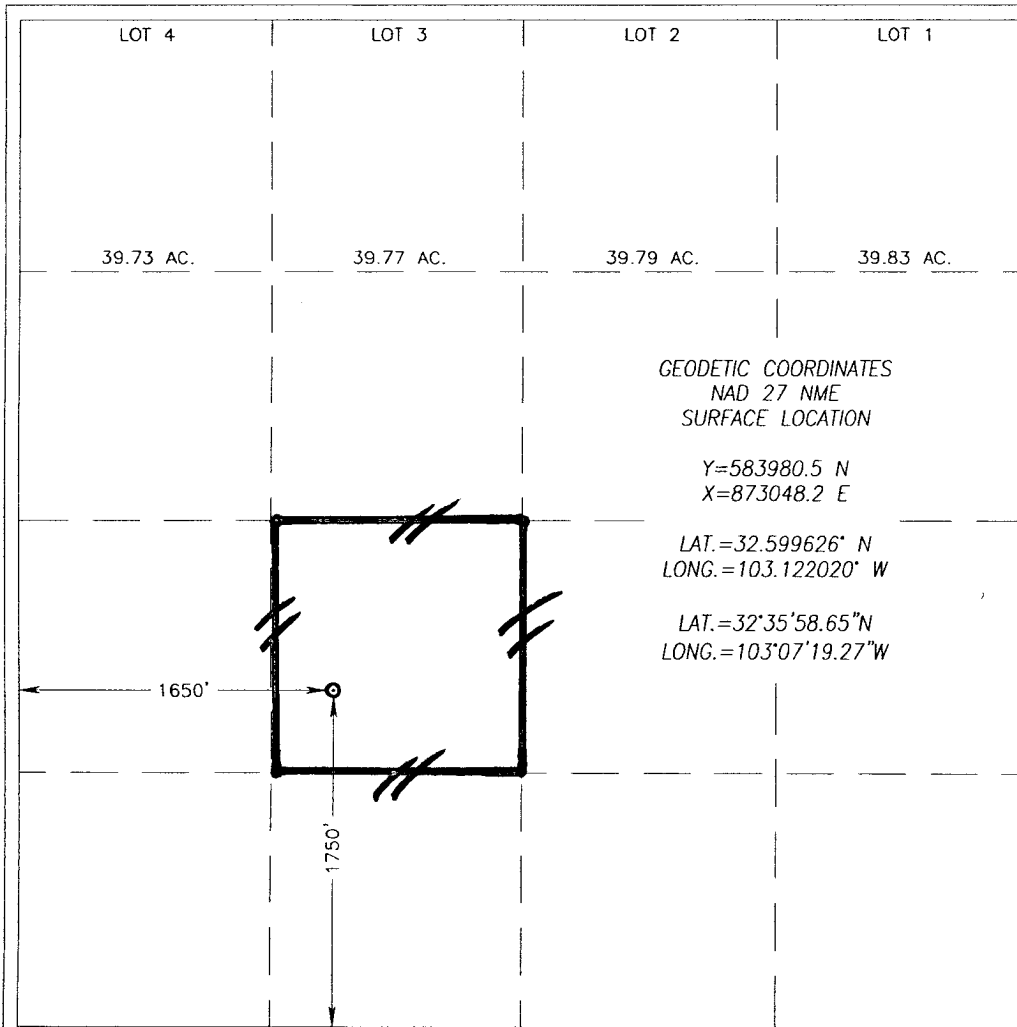 LOT 4
LOT 3
LOT 2
LOT 1
39.73 AC.
39.77 AC.
39.79 AC.
39.83 AC.
GEODETIC COORDINATES
NAD 27 NME
SURFACE LOCATION
Y=583980.5 N
X=873048.2 E
LAT.=32.599626° N
LONG.=103.122020° W
LAT.=32°35'58.65"N
LONG.=103°07'19.27"W
1650'
1750'